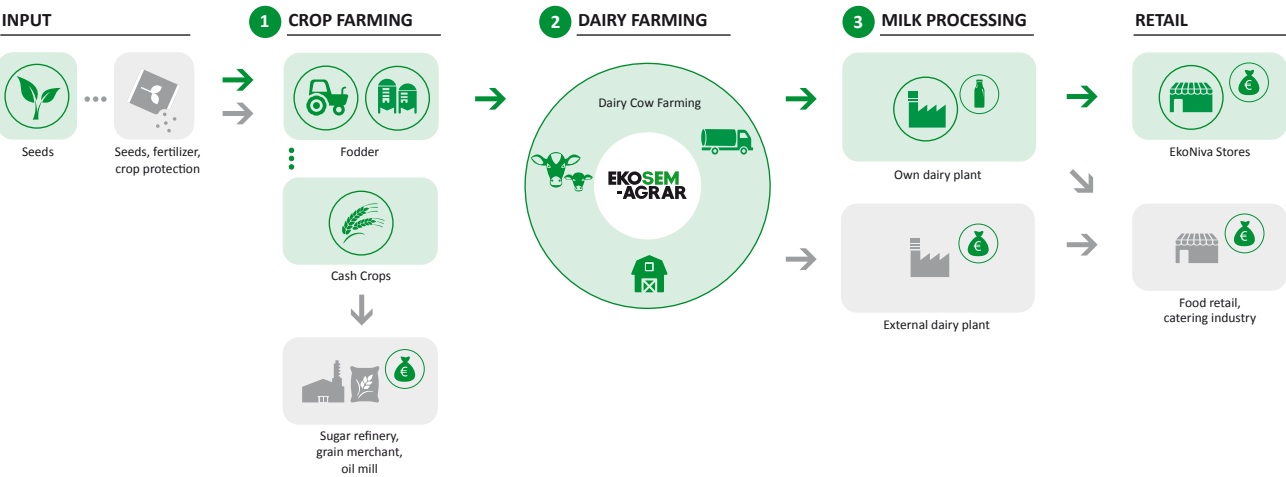 INPUT
1 CROP FARMING
2 DAIRY FARMING
3 MILK PROCESSING
RETAIL
Seeds
Seeds, fertilizer,
crop protection
Fodder
Cash Crops
€
Sugar refinery,
grain merchant,
oil mill
Dairy Cow Farming
EKOSEM
-AGRAR
Own dairy plant
€
External dairy plant
€
EkoNiva Stores
€
Food retail,
catering industry